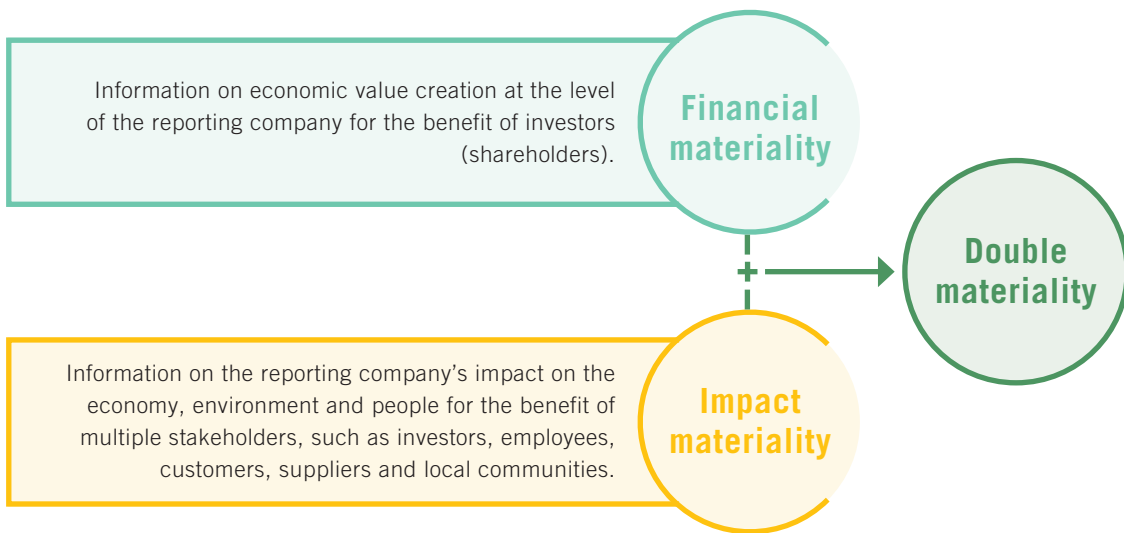 Information on economic value creation at the level
of the reporting company for the benefit of investors
(shareholders).
Financial
materiality
+
Double
materiality
Information on the reporting company’s impact on the
economy, environment and people for the benefit of
multiple stakeholders, such as investors, employees,
customers, suppliers and local communities.
Impact
materiality